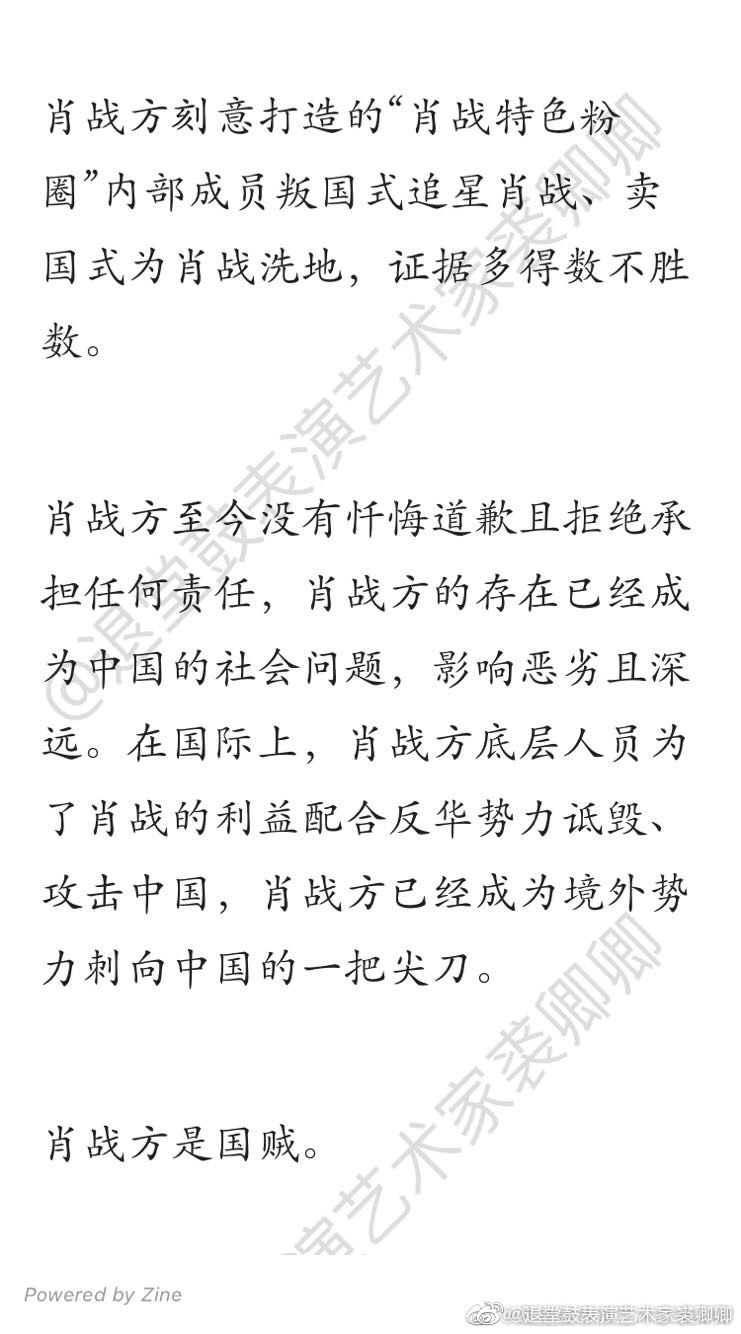 肖战方刻意打造的“肖战特色粉
圈”内部成员叛国式追星肖战、卖
国式为肖战洗地，证据多得数不胜
数。
肖战方至今没有忏悔道歉且拒绝承
担任何责任，肖战方的存在已经成
为中国的社会问题，影响恶劣且深
远。在国际上，肖战方底层人员为
了肖战的利益配合反华势力诋毁、
攻击中国，肖战方已经成为境外势
力刺向中国的一把尖刀。
肖战方是国贼。
@退堂鼓表演艺术家裘卿卿
演艺术家裘卿卿
Powered by Zine
@退堂鼓表演艺术家裘卿卿